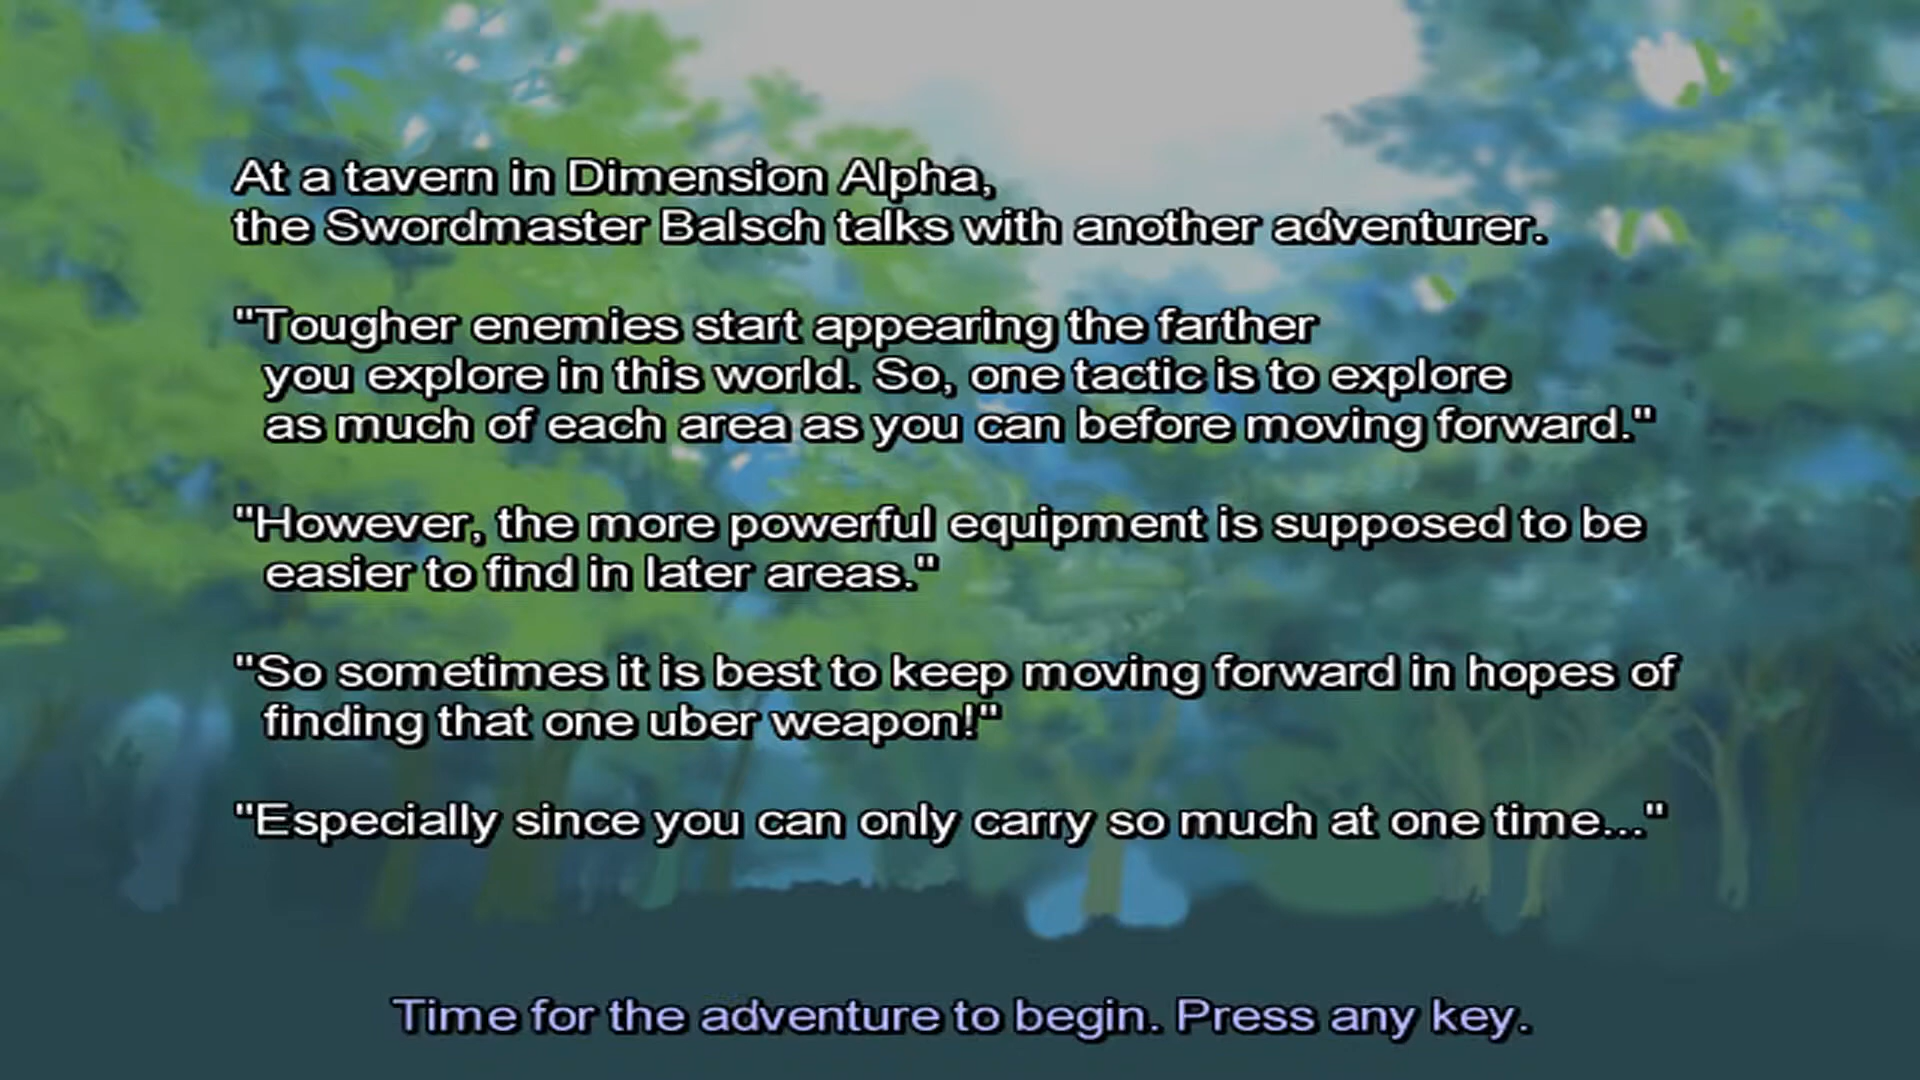 At a tavern in Dimension Alpha,
the Swordmaster Balsch talks with another adventurer.
"Tougher enemies start appearing the farther
you explore in this world. So, one tactic is to explore
as much of each area as you can before moving forward."
"However, the more powerful equipment is supposed to be
easier to find in later areas."
"So sometimes it is best to keep moving forward in hopes of
finding that one uber weapon!"
"Especially since you can only carry so much at one time..."
Time for the adventure to begin. Press any key.